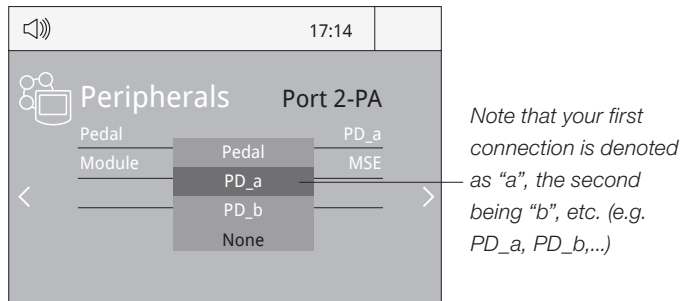 17:14
Peripherals Port 2-PA
Pedal PD_a
Module MSE
Pedal
PD_a
PD_b
None
Note that your first
connection is denoted
as “a”, the second
being “b”, etc. (e.g.
PD_a, PD_b,...)